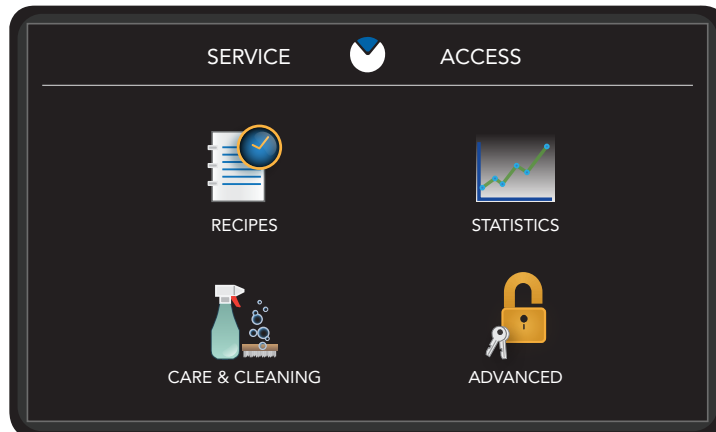 SERVICE ACCESS
RECIPES
STATISTICS
CARE & CLEANING
ADVANCED